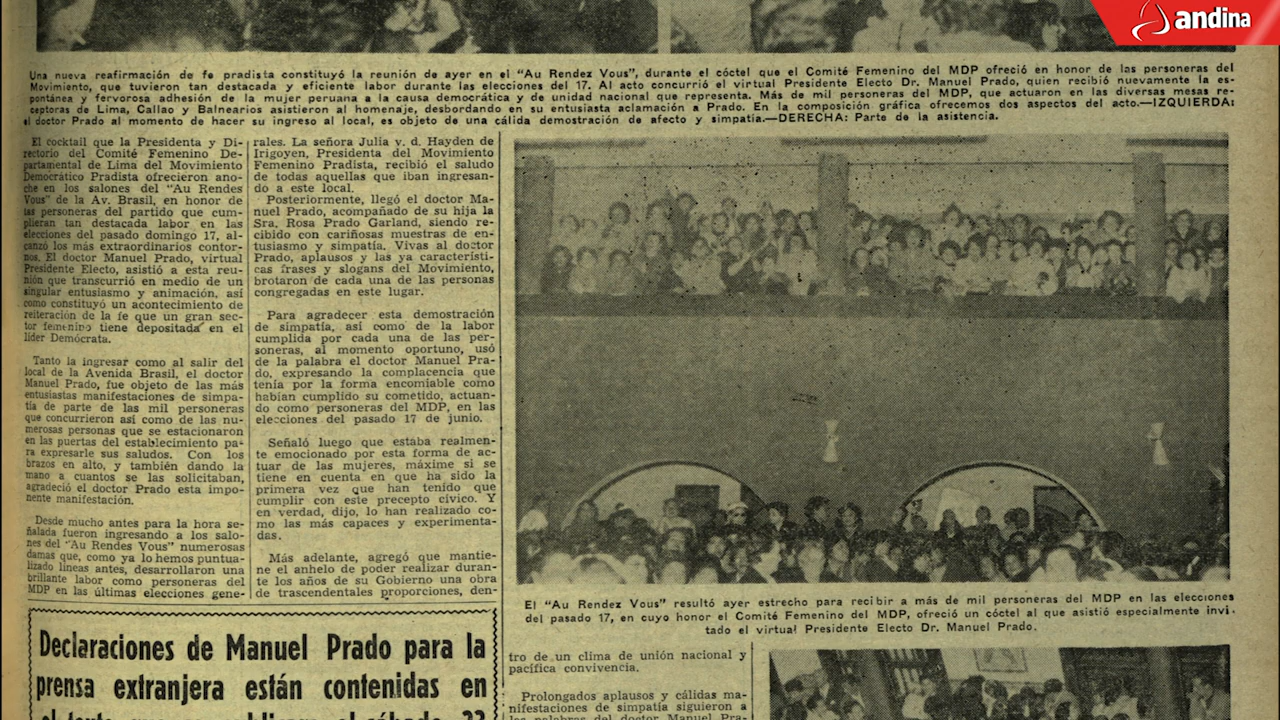 andina
Una nueva reafirmación de fe pradista constituyó la reunión de ayer en el "Au Rendez Vous", durante el cóctel que el Comité Femenino del MDP ofreció en honor de las personeras del
Movimiento, que tuvieron tan destacada y eficiente labor durante las elecciones del 17. Al acto concurrió el virtual Presidente Electo Dr. Manuel Prado, quien recibió nuevamente la es-
pontánea y fervorosa adhesión de la mujer peruana a la causa democrática y de unidad nacional que representa. Más de mil personeras del MDP, que actuaron en las diversas mesas re-
ceptoras de Lima, Callao y Balnearios asistieron al homenaje, desbordando en su entusiasta aclamación a Prado. En la composición gráfica ofrecemos dos aspectos del acto.—IZQUIERDA:
el doctor Prado al momento de hacer su ingreso al local, es objeto de una cálida demostración de afecto y simpatía.—DERECHA: Parte de la asistencia.
El cocktail que la Presidenta y Di-
rectorio del Comité Femenino De-
partamental de Lima del Movimiento
Democrático Pradista ofrecieron ano-
che en los salones del "Au Rendes
Vous" de la Av. Brasil, en honor de
las personeras del partido que cum-
plieran tan destacada labor en las
elecciones del pasado domingo 17, al-
canzó los más extraordinarios contor-
nos. El doctor Manuel Prado, virtual
Presidente Electo, asistió a esta reu-
nión que transcurrió en medio de un
singular entusiasmo y animación, así
como constituyó un acontecimiento de
reiteración de la fe que un gran sec-
tor femenino tiene depositada en el
líder Demócrata.
Tanto la ingresar como al salir del
local de la Avenida Brasil, el doctor
Manuel Prado, fue objeto de las más
entusiastas manifestaciones de simpa-
tía de parte de las mil personeras
que concurrieron así como de las nu-
merosas personas que se estacionaron
en las puertas del establecimiento pa-
ra expresarle sus saludos. Con los
brazos en alto, y también dando la
mano a cuantos se las solicitaban,
agradeció el doctor Prado esta impo-
nente manifestación.
Desde mucho antes para la hora se-
ñalada fueron ingresando a los salo-
nes del "Au Rendes Vous" numerosas
damas que, como ya lo hemos puntua-
lizado líneas antes, desarrollaron una
brillante labor como personeras del
MDP en las últimas elecciones gene-
rales. La señora Julia v. d. Hayden de
Irigoyen, Presidenta del Movimiento
Femenino Pradista, recibió el saludo
de todas aquellas que iban ingresan-
do a este local.
Posteriormente, llegó el doctor Ma-
nuel Prado, acompañado de su hija la
Sra. Rosa Prado Garland, siendo re-
cibido con cariñosas muestras de en-
tusiasmo y simpatía. Vivas al doctor
Prado, aplausos y las ya característi-
cas frases y slogans del Movimiento,
brotaron de cada una de las personas
congregadas en este lugar.
Para agradecer esta demostración
de simpatía, así como de la labor
cumplida por cada una de las per-
soneras, al momento oportuno, usó
de la palabra el doctor Manuel Pra-
do, expresando la complacencia que
tenía por la forma encomiable como
habían cumplido su cometido, actuan-
do como personeras del MDP, en las
elecciones del pasado 17 de junio.
Señaló luego que estaba realmen-
te emocionado por esta forma de ac-
tuar de las mujeres, máxime si se
tiene en cuenta en que ha sido la
primera vez que han tenido que
cumplir con este precepto cívico. Y
en verdad, dijo, lo han realizado co-
mo las más capaces y experimenta-
das.
Más adelante, agregó que mantie-
ne el anhelo de poder realizar duran-
te los años de su Gobierno una obra
de trascendentales proporciones, den-
El "Au Rendez Vous" resultó ayer estrecho para recibir a más de mil personeras del MDP en las elecciones
del pasado 17, en cuyo honor el Comité Femenino del MDP, ofreció un cóctel al que asistió especialmente invi-
tado el virtual Presidente Electo Dr. Manuel Prado.
Declaraciones de Manuel Prado para la
prensa extranjera están contenidas en
tro de un clima de unión nacional y
pacífica convivencia.
Prolongados aplausos y cálidas ma-
nifestaciones de simpatía siguieron a
las palabras del doctor Manuel Pra-